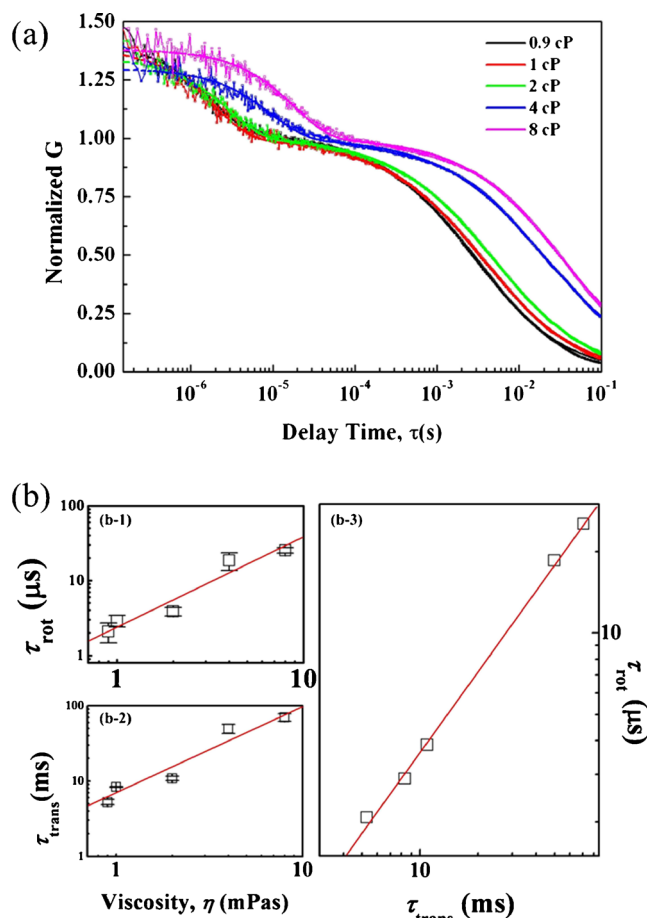 (a)
1.50
1.25
1.00
0.75
0.50
0.25
0.00
Normalized G
0.9 cP
1 cP
2 cP
4 cP
8 cP
10⁻⁶
10⁻⁵
10⁻⁴
10⁻³
10⁻²
10⁻¹
Delay Time, τ(s)
(b)
(b-1)
100
10
1
τrot (μs)
1
10
(b-2)
100
10
1
τtrans (ms)
1
10
Viscosity, η (mPas)
(b-3)
10
τrot (μs)
10
τtrans (ms)